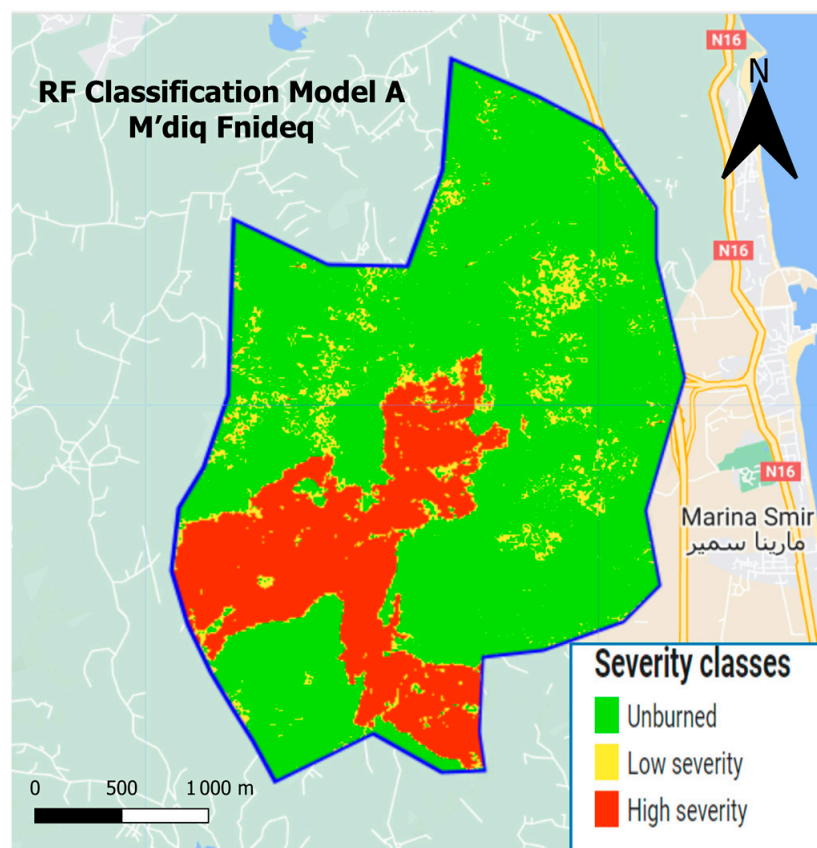 RF Classification Model A
M’diq Fnideq
N16
N
N16
N16
Marina Smir
مارينا سمير
Severity classes
Unburned
Low severity
High severity
0 500 1 000 m